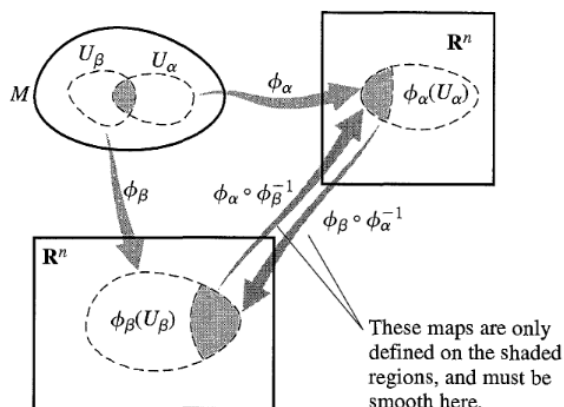 U_β U_α
M
ϕ_α
R^n
ϕ_α(U_α)
ϕ_β
ϕ_α ∘ ϕ_β^{-1}
ϕ_β ∘ ϕ_α^{-1}
R^n
ϕ_β(U_β)
These maps are only
defined on the shaded
regions, and must be
smooth here.